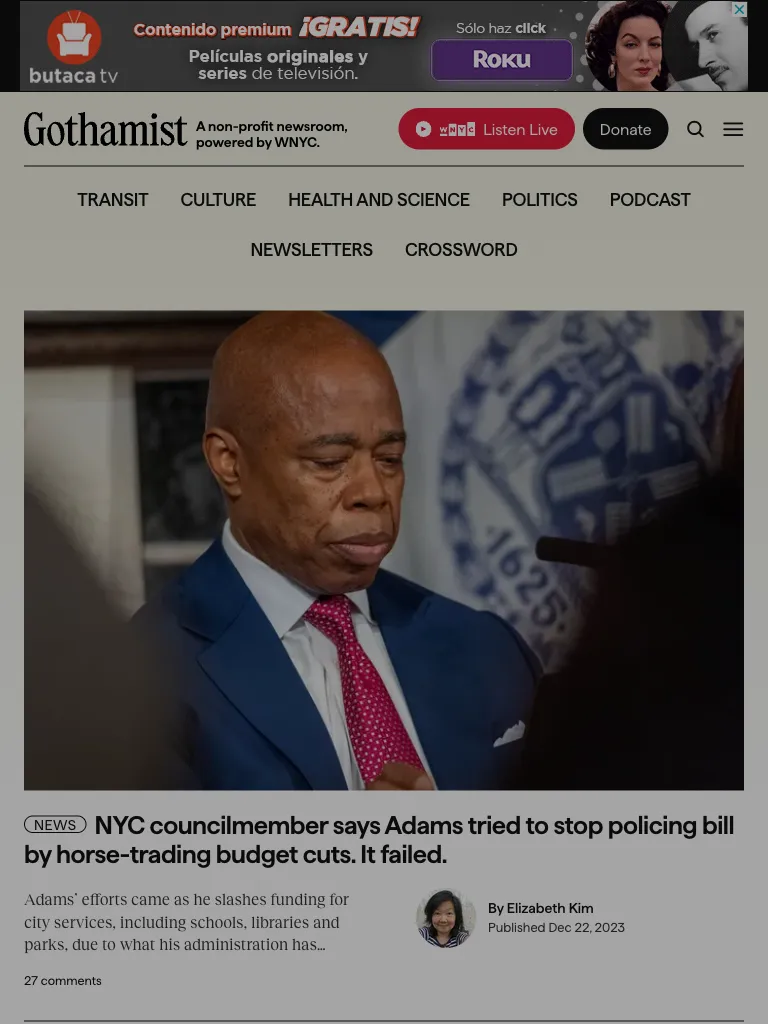 Contenido premium ¡GRATIS!
Películas originales y
series de televisión.
butaca tv
Sólo haz click
Roku
Gothamist
A non-profit newsroom,
powered by WNYC.
WNYC Listen Live
Donate
TRANSIT CULTURE HEALTH AND SCIENCE POLITICS PODCAST
NEWSLETTERS CROSSWORD
1625
NEWS NYC councilmember says Adams tried to stop policing bill
by horse-trading budget cuts. It failed.
Adams’ efforts came as he slashes funding for
city services, including schools, libraries and
parks, due to what his administration has…
By Elizabeth Kim
Published Dec 22, 2023
27 comments